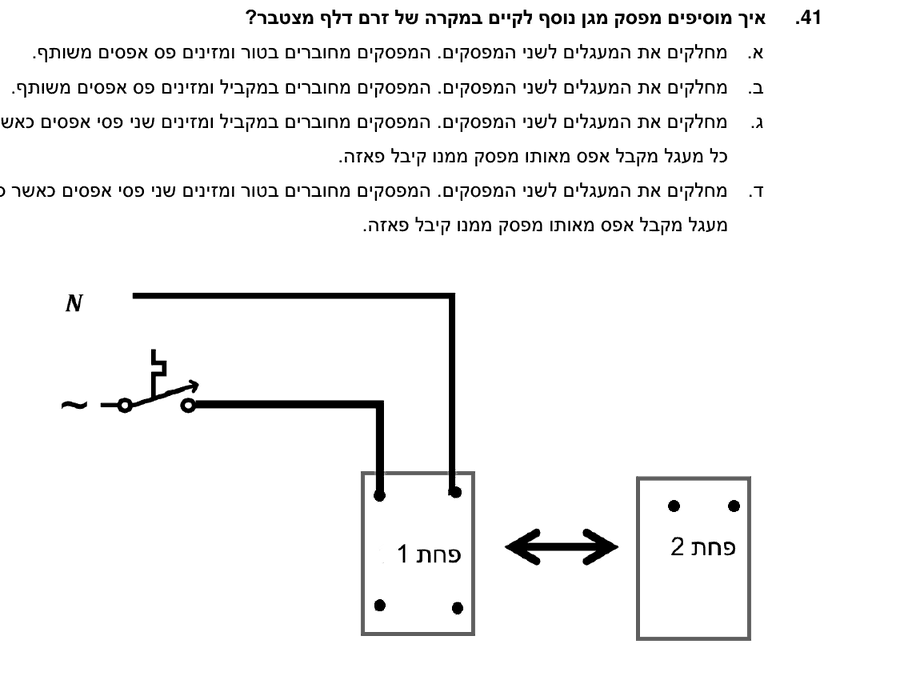 41. איך מוסיפים מפסק מגן נוסף לקיים במקרה של זרם דלף מצטבר?
א. מחלקים את המעגלים לשני המפסקים. המפסקים מחוברים בטור ומזינים פס אפסים משותף.
ב. מחלקים את המעגלים לשני המפסקים. המפסקים מחוברים במקביל ומזינים פס אפסים משותף.
ג. מחלקים את המעגלים לשני המפסקים. המפסקים מחוברים במקביל ומזינים שני פסי אפסים
כל מעגל מקבל אפס מאותו מפסק ממנו קיבל פאזה.
ד. מחלקים את המעגלים לשני המפסקים. המפסקים מחוברים בטור ומזינים שני פסי אפסים כאשר
מעגל מקבל אפס מאותו מפסק ממנו קיבל פאזה.
N
~
פחת 1
פחת 2